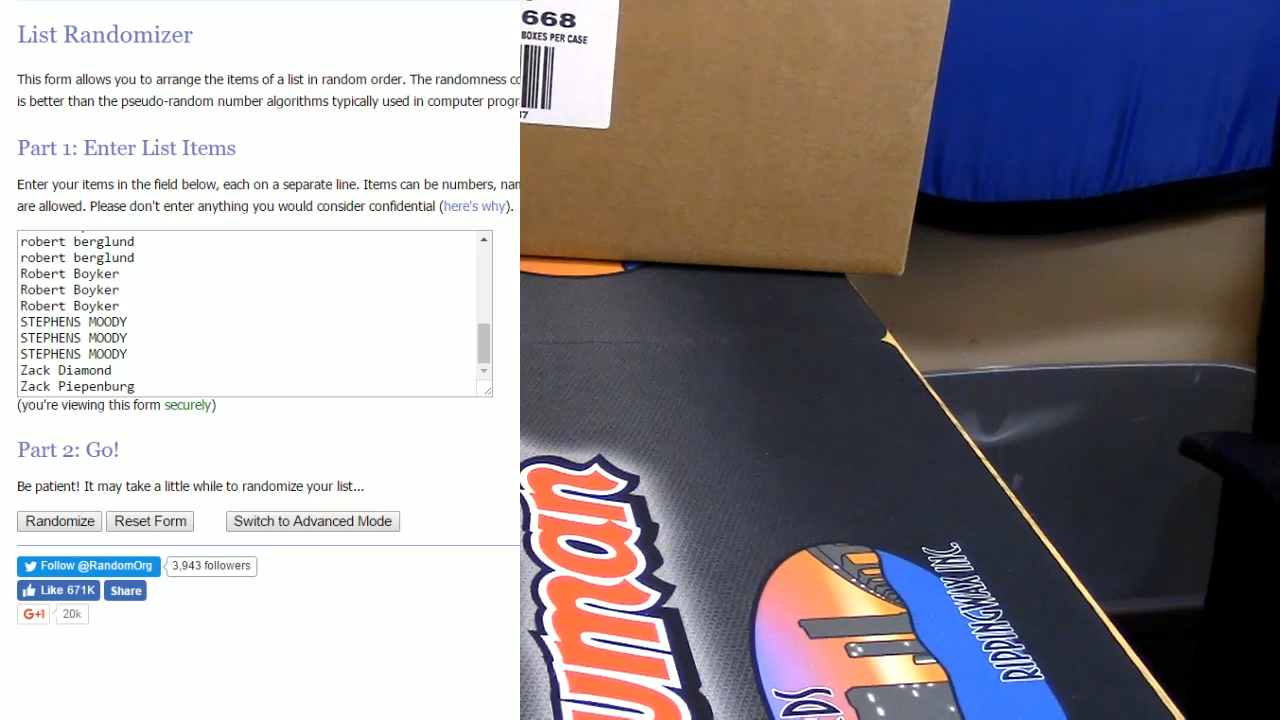 List Randomizer
This form allows you to arrange the items of a list in random order. The randomness
is better than the pseudo-random number algorithms typically used in computer
Part 1: Enter List Items
Enter your items in the field below, each on a separate line. Items can be numbers,
are allowed. Please don't enter anything you would consider confidential (here's why).
robert berglund
robert berglund
Robert Boyker
Robert Boyker
Robert Boyker
STEPHENS MOODY
STEPHENS MOODY
STEPHENS MOODY
Zack Diamond
Zack Piepenburg
(you're viewing this form securely)
Part 2: Go!
Be patient! It may take a little while to randomize your list...
Randomize Reset Form Switch to Advanced Mode
Follow @RandomOrg 3,943 followers
Like 671K Share
G+1 20k
668
BOXES PER CASE
RIPPINGWAX INC.